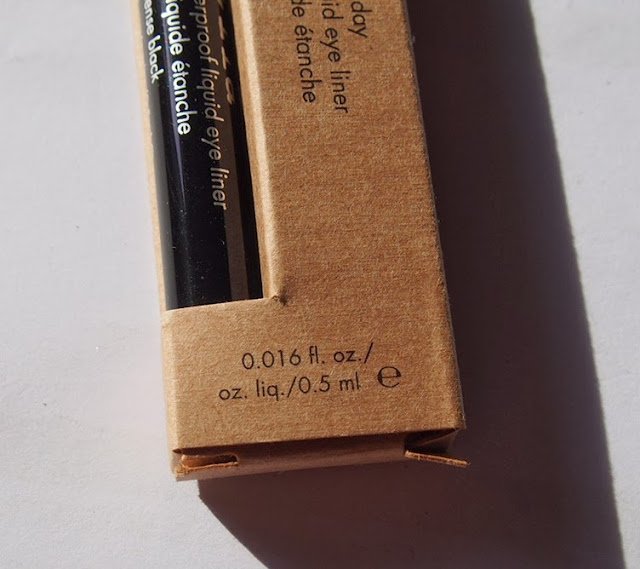 day
id eye liner
de étanche
erproof liquid eye liner
liquide étanche
ense black
0.016 fl. oz./
oz. liq./0.5 ml ℮